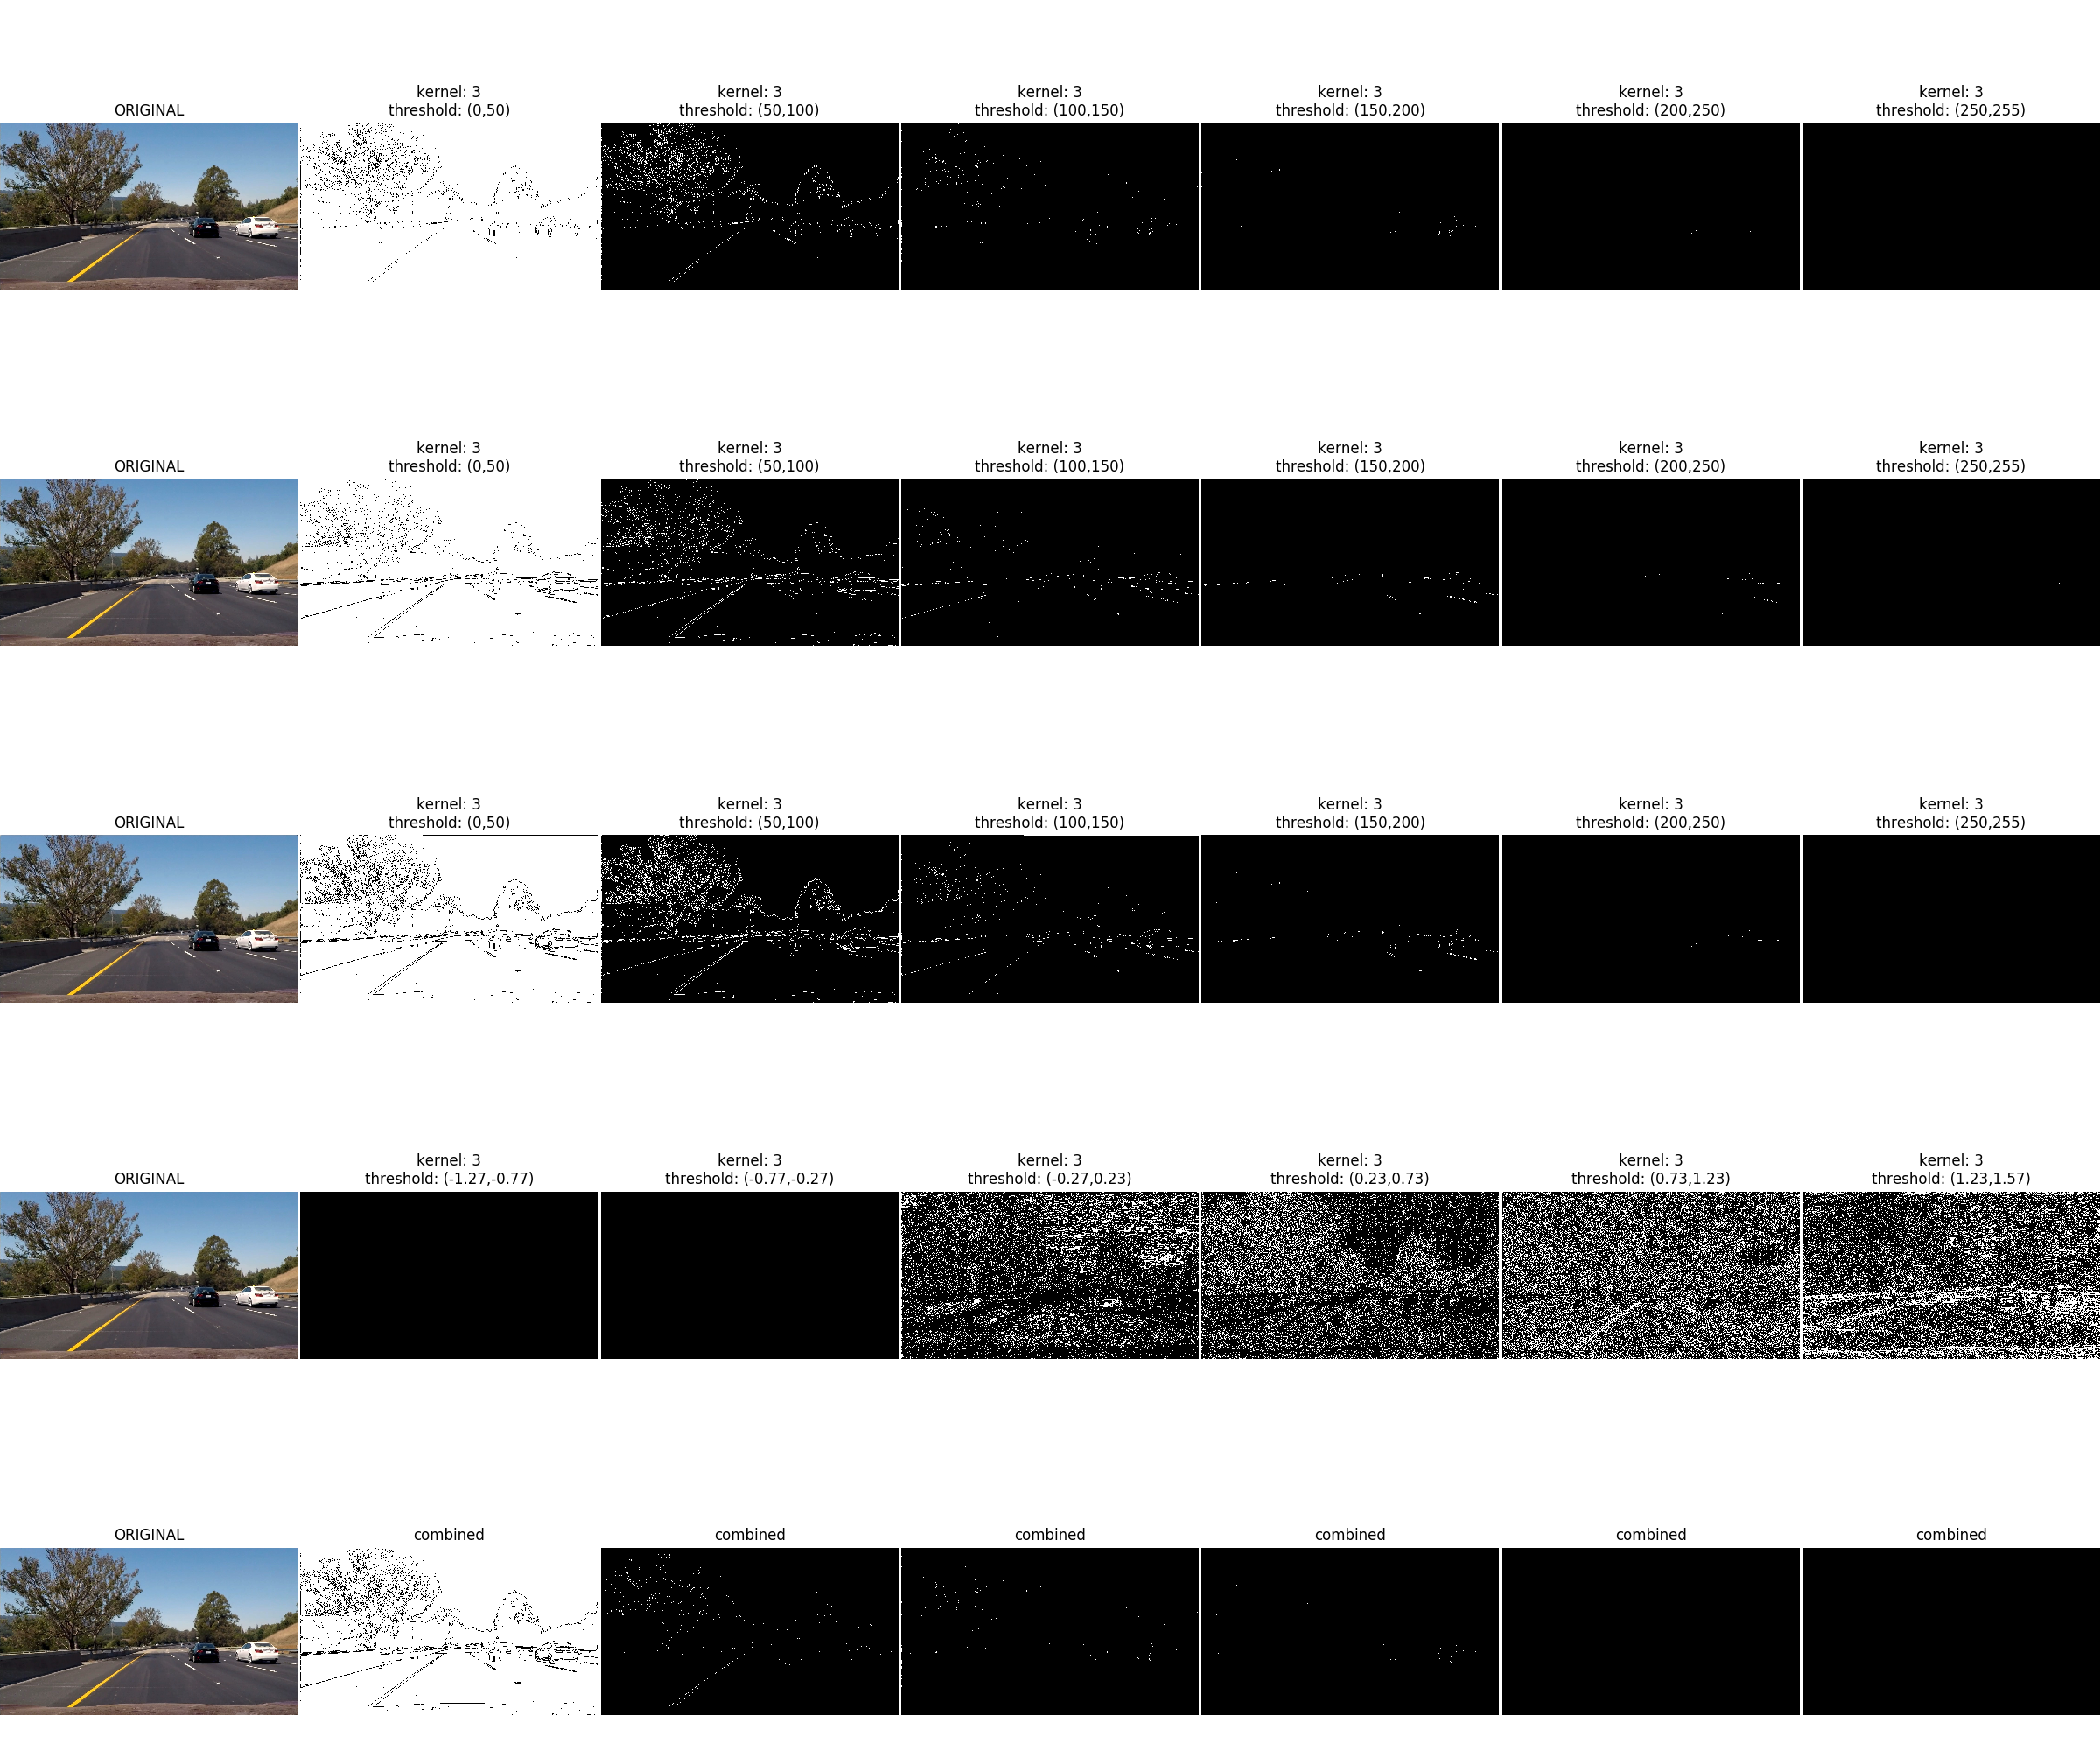 ORIGINAL
kernel: 3
threshold: (0,50)
kernel: 3
threshold: (50,100)
kernel: 3
threshold: (100,150)
kernel: 3
threshold: (150,200)
kernel: 3
threshold: (200,250)
kernel: 3
threshold: (250,255)
ORIGINAL
kernel: 3
threshold: (0,50)
kernel: 3
threshold: (50,100)
kernel: 3
threshold: (100,150)
kernel: 3
threshold: (150,200)
kernel: 3
threshold: (200,250)
kernel: 3
threshold: (250,255)
ORIGINAL
kernel: 3
threshold: (0,50)
kernel: 3
threshold: (50,100)
kernel: 3
threshold: (100,150)
kernel: 3
threshold: (150,200)
kernel: 3
threshold: (200,250)
kernel: 3
threshold: (250,255)
ORIGINAL
kernel: 3
threshold: (-1.27,-0.77)
kernel: 3
threshold: (-0.77,-0.27)
kernel: 3
threshold: (-0.27,0.23)
kernel: 3
threshold: (0.23,0.73)
kernel: 3
threshold: (0.73,1.23)
kernel: 3
threshold: (1.23,1.57)
ORIGINAL
combined
combined
combined
combined
combined
combined